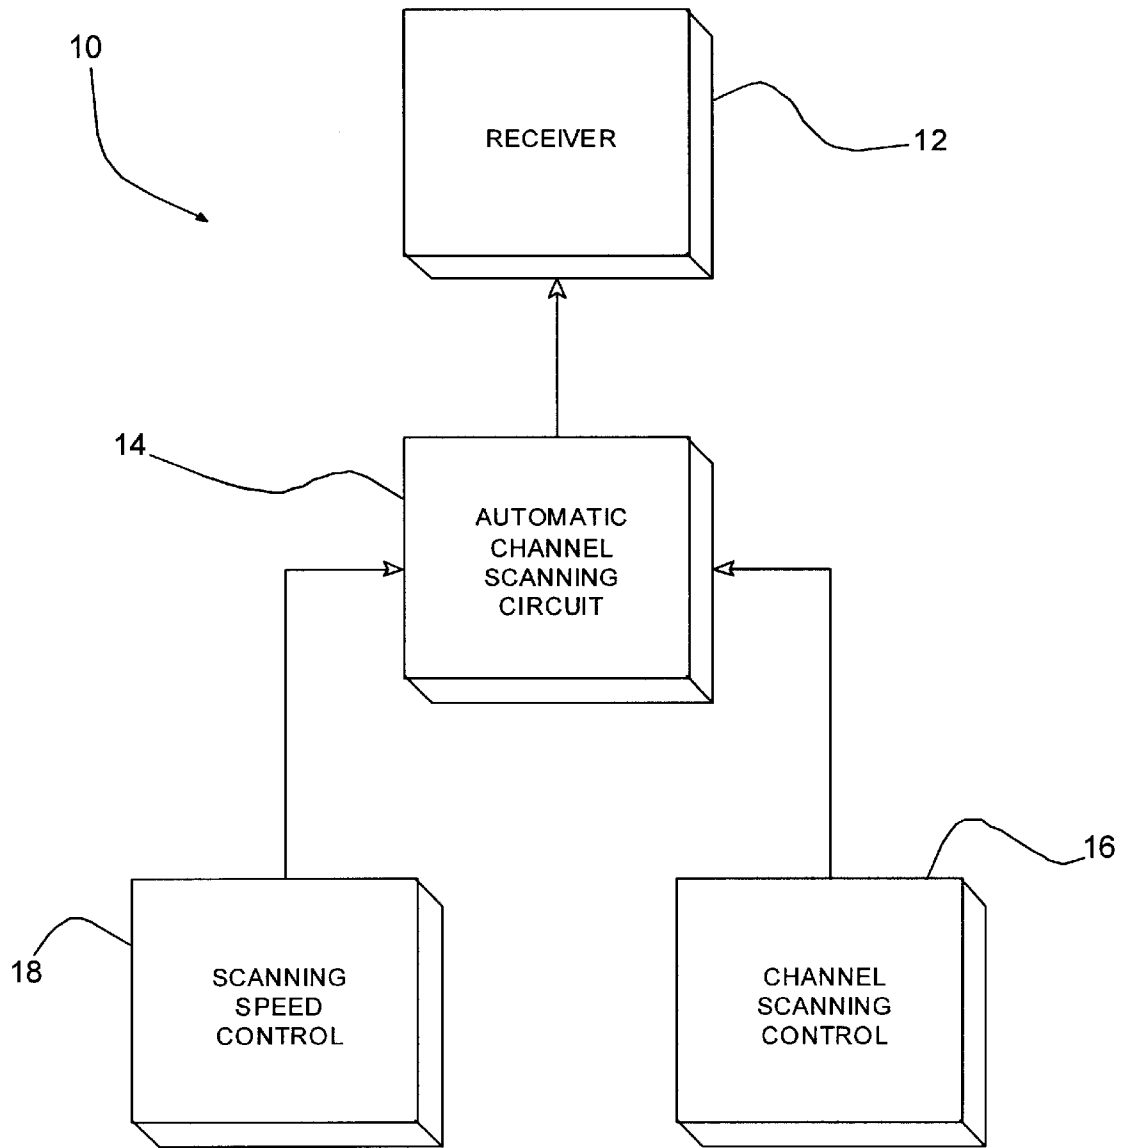 10
RECEIVER
12
14
AUTOMATIC
CHANNEL
SCANNING
CIRCUIT
16
18
SCANNING
SPEED
CONTROL
CHANNEL
SCANNING
CONTROL